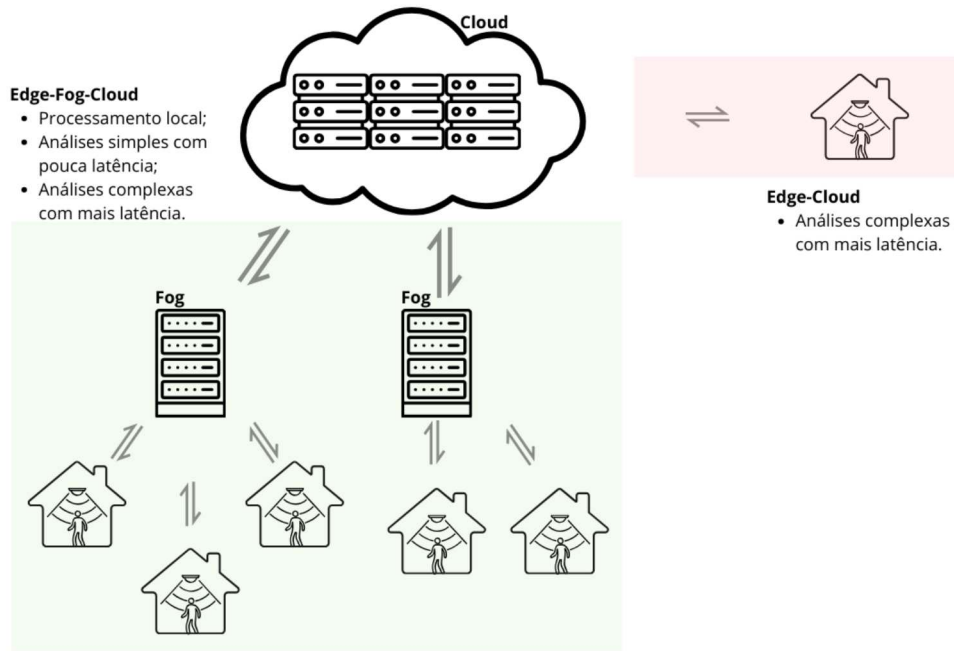 Cloud
Edge-Fog-Cloud
• Processamento local;
• Análises simples com
pouca latência;
• Análises complexas
com mais latência.
Edge-Cloud
• Análises complexas
com mais latência.
Fog
Fog